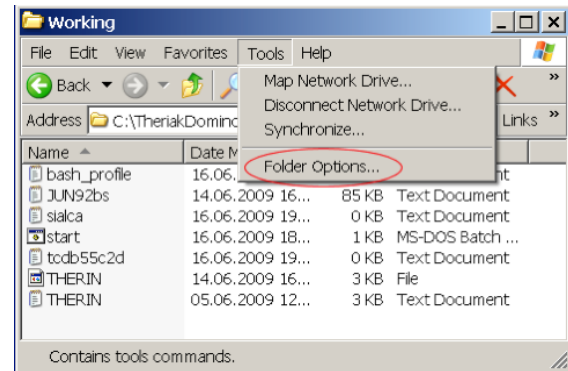 Working
File Edit View Favorites Tools Help
Back »
Address C:\TheriakDomino Links »
Map Network Drive...
Disconnect Network Drive...
Synchronize...
Folder Options...
Name Date M
bash_profile 16.06. nt
JUN92bs 14.06.2009 16... 85 KB Text Document
sialca 16.06.2009 19... 0 KB Text Document
start 16.06.2009 18... 1 KB MS-DOS Batch ...
tcdb55c2d 16.06.2009 19... 0 KB Text Document
THERIN 14.06.2009 16... 3 KB File
THERIN 05.06.2009 12... 3 KB Text Document
Contains tools commands.